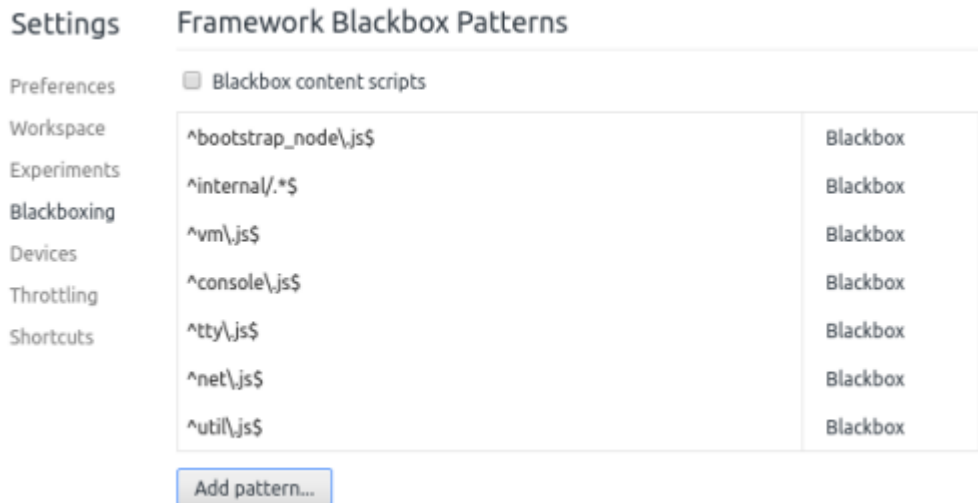 Settings
Framework Blackbox Patterns
Preferences
Workspace
Experiments
Blackboxing
Devices
Throttling
Shortcuts
Blackbox content scripts
^bootstrap_node\.js$ Blackbox
^internal/.*$ Blackbox
^vm\.js$ Blackbox
^console\.js$ Blackbox
^tty\.js$ Blackbox
^net\.js$ Blackbox
^util\.js$ Blackbox
Add pattern...